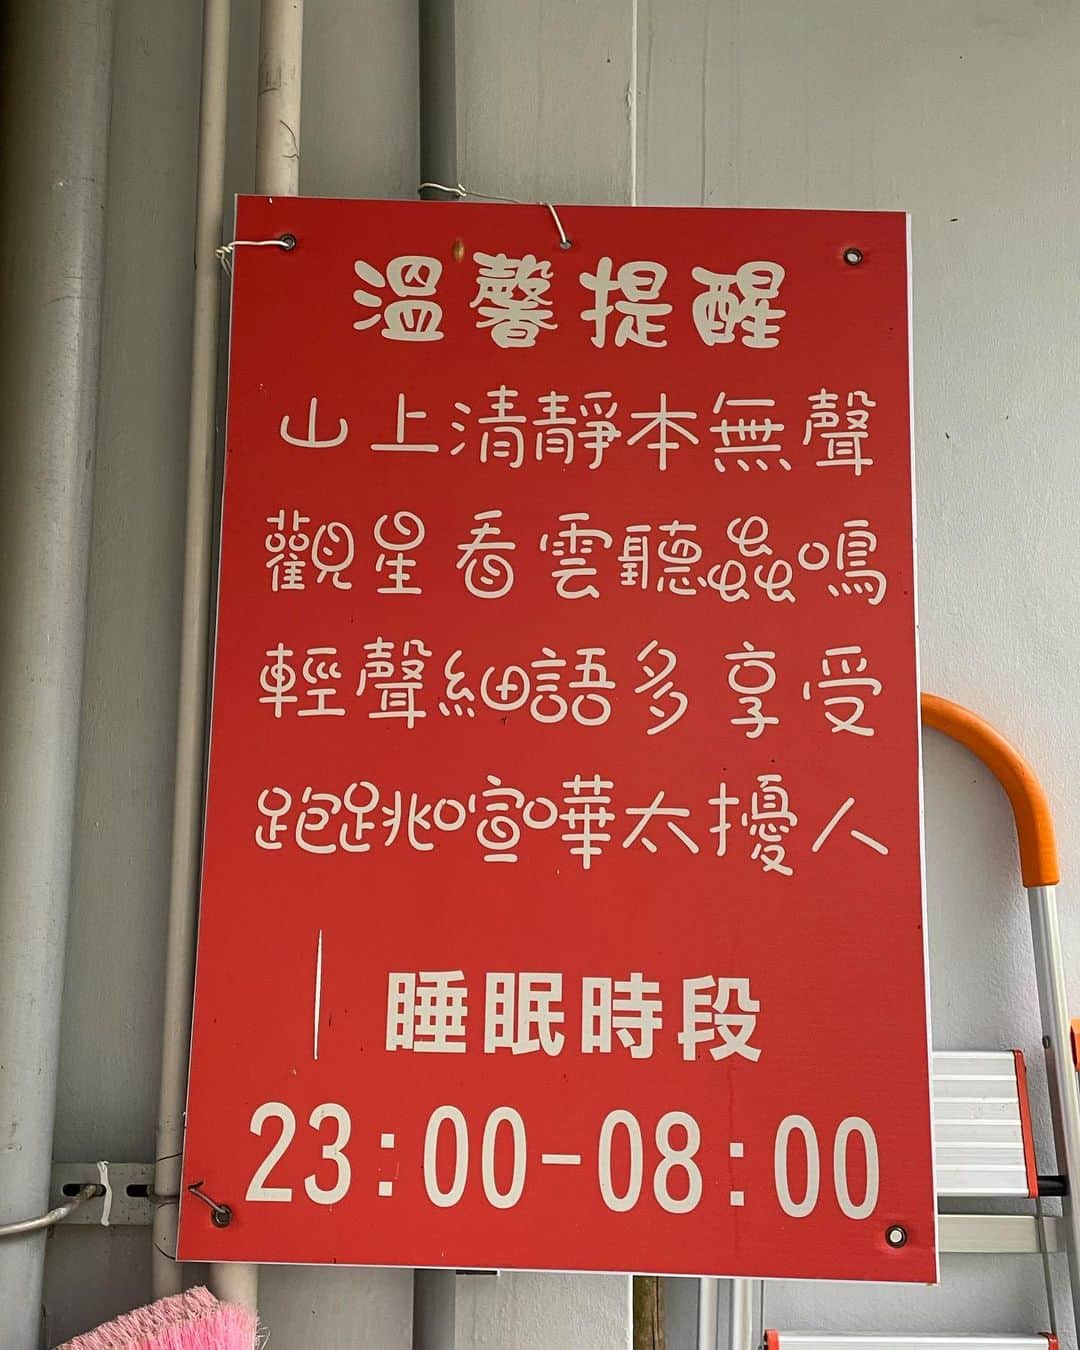 溫馨提醒
山上清靜本無聲
觀星看雲聽蟲鳴
輕聲細語多享受
跑跳喧嘩太擾人
睡眠時段
23:00-08:00